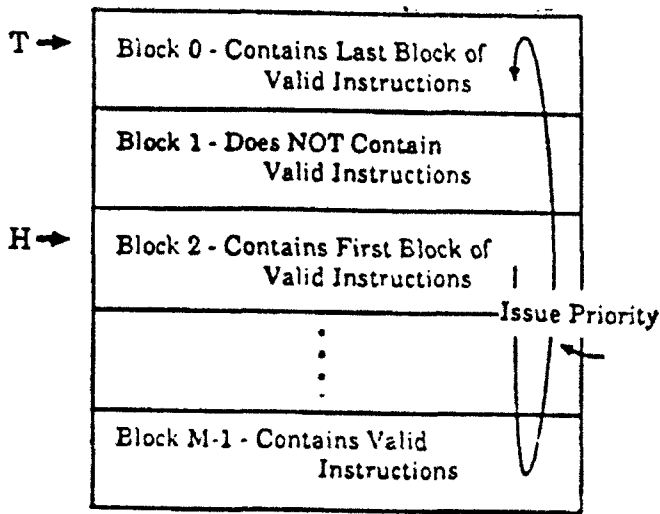 T
Block 0 - Contains Last Block of
Valid Instructions
Block 1 - Does NOT Contain
Valid Instructions
H
Block 2 - Contains First Block of
Valid Instructions
Issue Priority
Block M-1 - Contains Valid
Instructions